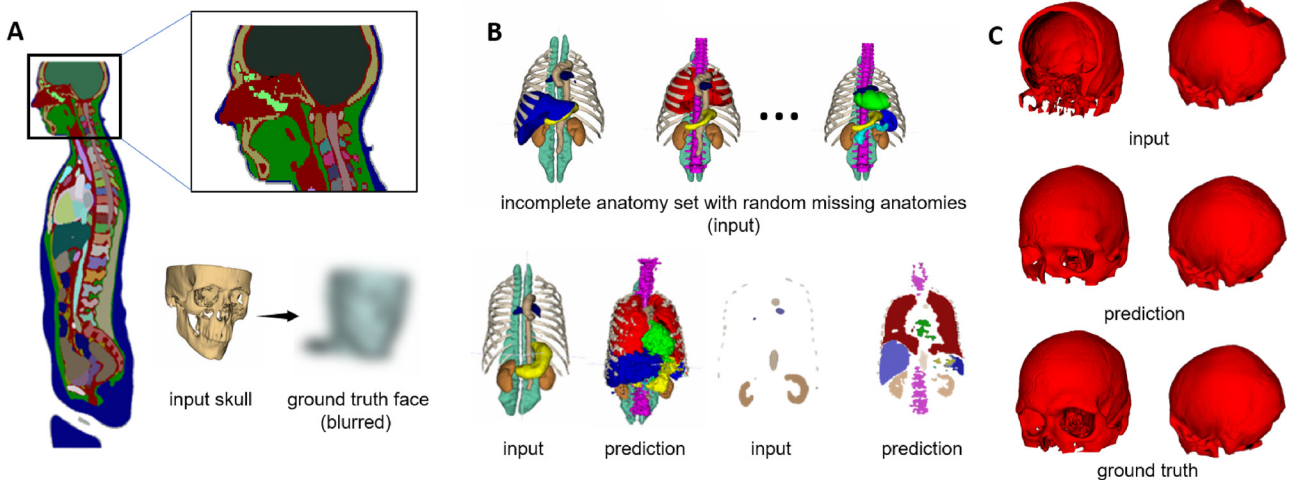 A
input skull
ground truth face
(blurred)
B
incomplete anatomy set with random missing anatomies
(input)
input
prediction
input
prediction
C
input
prediction
ground truth